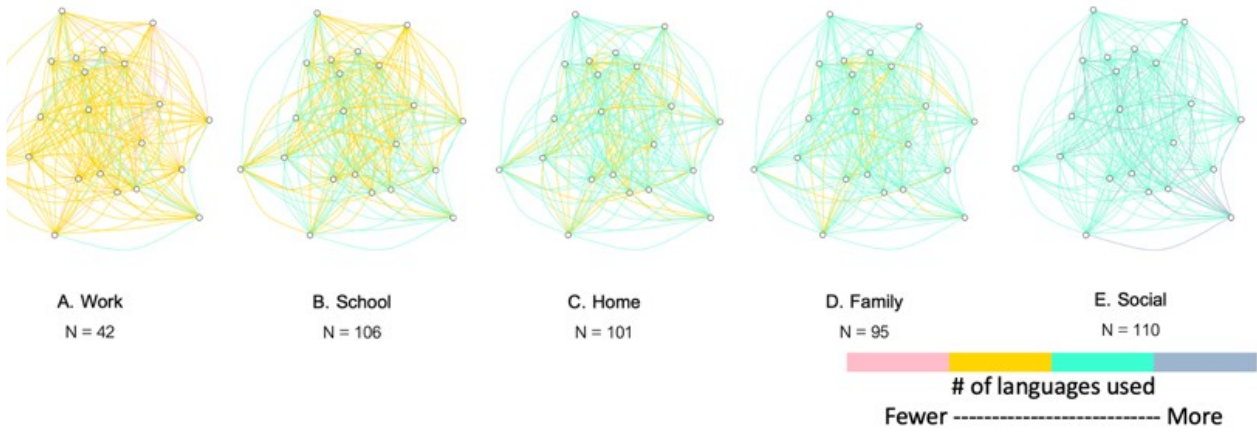 A. Work
N = 42
B. School
N = 106
C. Home
N = 101
D. Family
N = 95
E. Social
N = 110
# of languages used
Fewer --------------------------- More